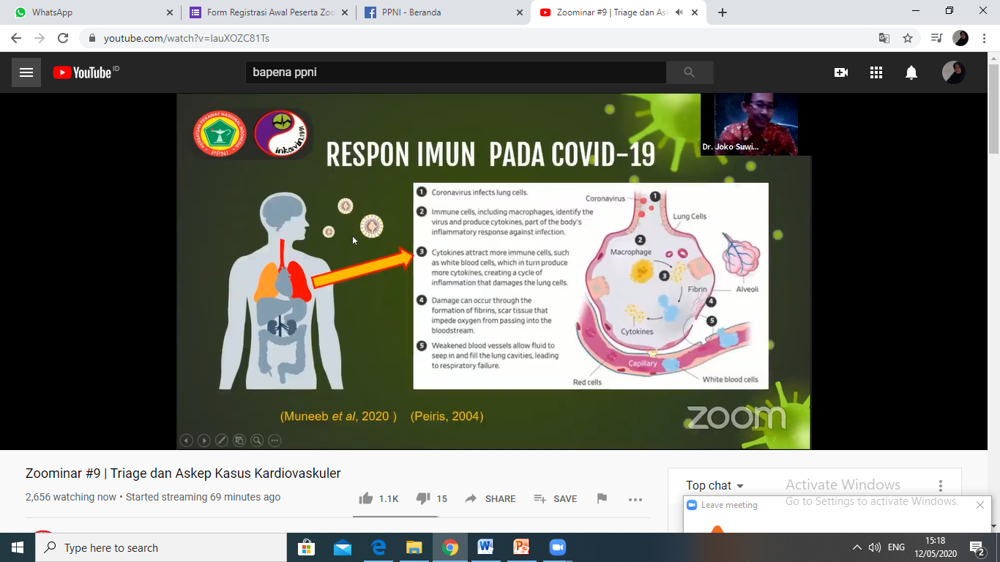 WhatsApp
Form Registrasi Awal Peserta Zoo
PPNI - Beranda
Zoominar #9 | Triage dan As
youtube.com/watch?v=IauXOZC81Ts
YouTube ID
bapena ppni
PERSATUAN PERAWAT NASIONAL INDONESIA
PPNI
inkavin.1991
Dr. Joko Suwi...
RESPON IMUN PADA COVID-19
1 Coronavirus infects lung cells.
2 Immune cells, including macrophages, identify the
virus and produce cytokines, part of the body's
inflammatory response against infection.
3 Cytokines attract more immune cells, such
as white blood cells, which in turn produce
more cytokines, creating a cycle of
inflammation that damages the lung cells.
4 Damage can occur through the
formation of fibrins, scar tissue that
impede oxygen from passing into the
bloodstream.
5 Weakened blood vessels allow fluid to
seep in and fill the lung cavities, leading
to respiratory failure.
Coronavirus
1
Lung Cells
2
Macrophage
3
Fibrin
Alveoli
4
5
Cytokines
Capillary
Red cells
White blood cells
(Muneeb et al, 2020 ) (Peiris, 2004)
zoom
Zoominar #9 | Triage dan Askep Kasus Kardiovaskuler
2,656 watching now • Started streaming 69 minutes ago
1.1K 15 SHARE SAVE
Top chat
Activate Windows
Go to Settings to activate Windows.
Leave meeting
Type here to search
ENG
15:18
12/05/2020
2